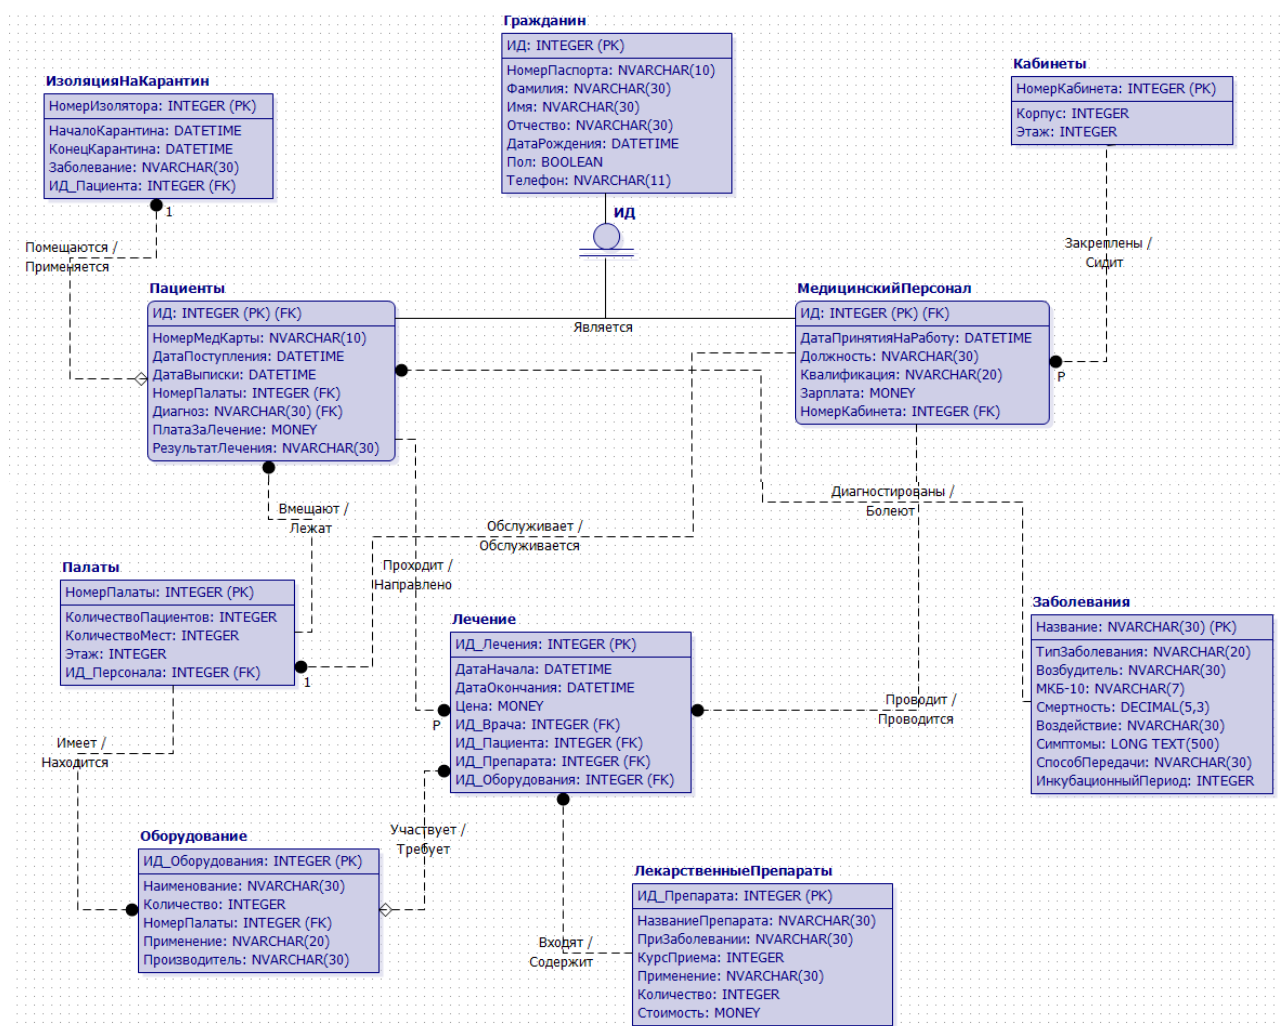 Гражданин
ИД: INTEGER (PK)
НомерПаспорта: NVARCHAR(10)
Фамилия: NVARCHAR(30)
Имя: NVARCHAR(30)
Отчество: NVARCHAR(30)
ДатаРождения: DATETIME
Пол: BOOLEAN
Телефон: NVARCHAR(11)
ИД
ИзоляцияНаКарантин
НомерИзолятора: INTEGER (PK)
НачалоКарантина: DATETIME
КонецКарантина: DATETIME
Заболевание: NVARCHAR(30)
ИД_Пациента: INTEGER (FK)
1
Помещаются /
Применяется
Кабинеты
НомерКабинета: INTEGER (PK)
Корпус: INTEGER
Этаж: INTEGER
Закреплены /
Сидит
P
Пациенты
ИД: INTEGER (PK) (FK)
НомерМедКарты: NVARCHAR(10)
ДатаПоступления: DATETIME
ДатаВыписки: DATETIME
НомерПалаты: INTEGER (FK)
Диагноз: NVARCHAR(30) (FK)
ПлатаЗаЛечение: MONEY
РезультатЛечения: NVARCHAR(30)
Является
МедицинскийПерсонал
ИД: INTEGER (PK) (FK)
ДатаПринятияНаРаботу: DATETIME
Должность: NVARCHAR(30)
Квалификация: NVARCHAR(20)
Зарплата: MONEY
НомерКабинета: INTEGER (FK)
Вмещают /
Лежат
Обслуживает /
Обслуживается
Диагностированы /
Болеют
Проходит /
Направлено
Палаты
НомерПалаты: INTEGER (PK)
КоличествоПациентов: INTEGER
КоличествоМест: INTEGER
Этаж: INTEGER
ИД_Персонала: INTEGER (FK)
1
Лечение
ИД_Лечения: INTEGER (PK)
ДатаНачала: DATETIME
ДатаОкончания: DATETIME
Цена: MONEY
ИД_Врача: INTEGER (FK)
ИД_Пациента: INTEGER (FK)
ИД_Препарата: INTEGER (FK)
ИД_Оборудования: INTEGER (FK)
P
Проводит /
Проводится
Заболевания
Название: NVARCHAR(30) (PK)
ТипЗаболевания: NVARCHAR(20)
Возбудитель: NVARCHAR(30)
МКБ-10: NVARCHAR(7)
Смертность: DECIMAL(5,3)
Воздействие: NVARCHAR(30)
Симптомы: LONG TEXT(500)
СпособПередачи: NVARCHAR(30)
ИнкубационныйПериод: INTEGER
Имеет /
Находится
Участвует /
Требует
Оборудование
ИД_Оборудования: INTEGER (PK)
Наименование: NVARCHAR(30)
Количество: INTEGER
НомерПалаты: INTEGER (FK)
Применение: NVARCHAR(20)
Производитель: NVARCHAR(30)
Входят /
Содержит
ЛекарственныеПрепараты
ИД_Препарата: INTEGER (PK)
НазваниеПрепарата: NVARCHAR(30)
ПриЗаболевании: NVARCHAR(30)
КурсПриема: INTEGER
Применение: NVARCHAR(30)
Количество: INTEGER
Стоимость: MONEY